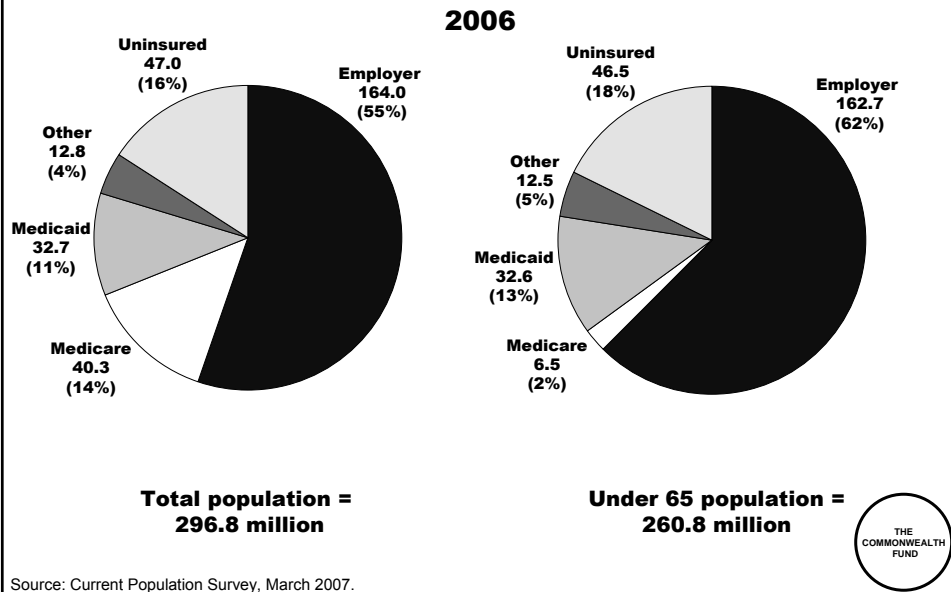 2006
Uninsured
47.0
(16%)
Employer
164.0
(55%)
Other
12.8
(4%)
Medicaid
32.7
(11%)
Medicare
40.3
(14%)
Uninsured
46.5
(18%)
Employer
162.7
(62%)
Other
12.5
(5%)
Medicaid
32.6
(13%)
Medicare
6.5
(2%)
Total population =
296.8 million
Under 65 population =
260.8 million
THE
COMMONWEALTH
FUND
Source: Current Population Survey, March 2007.